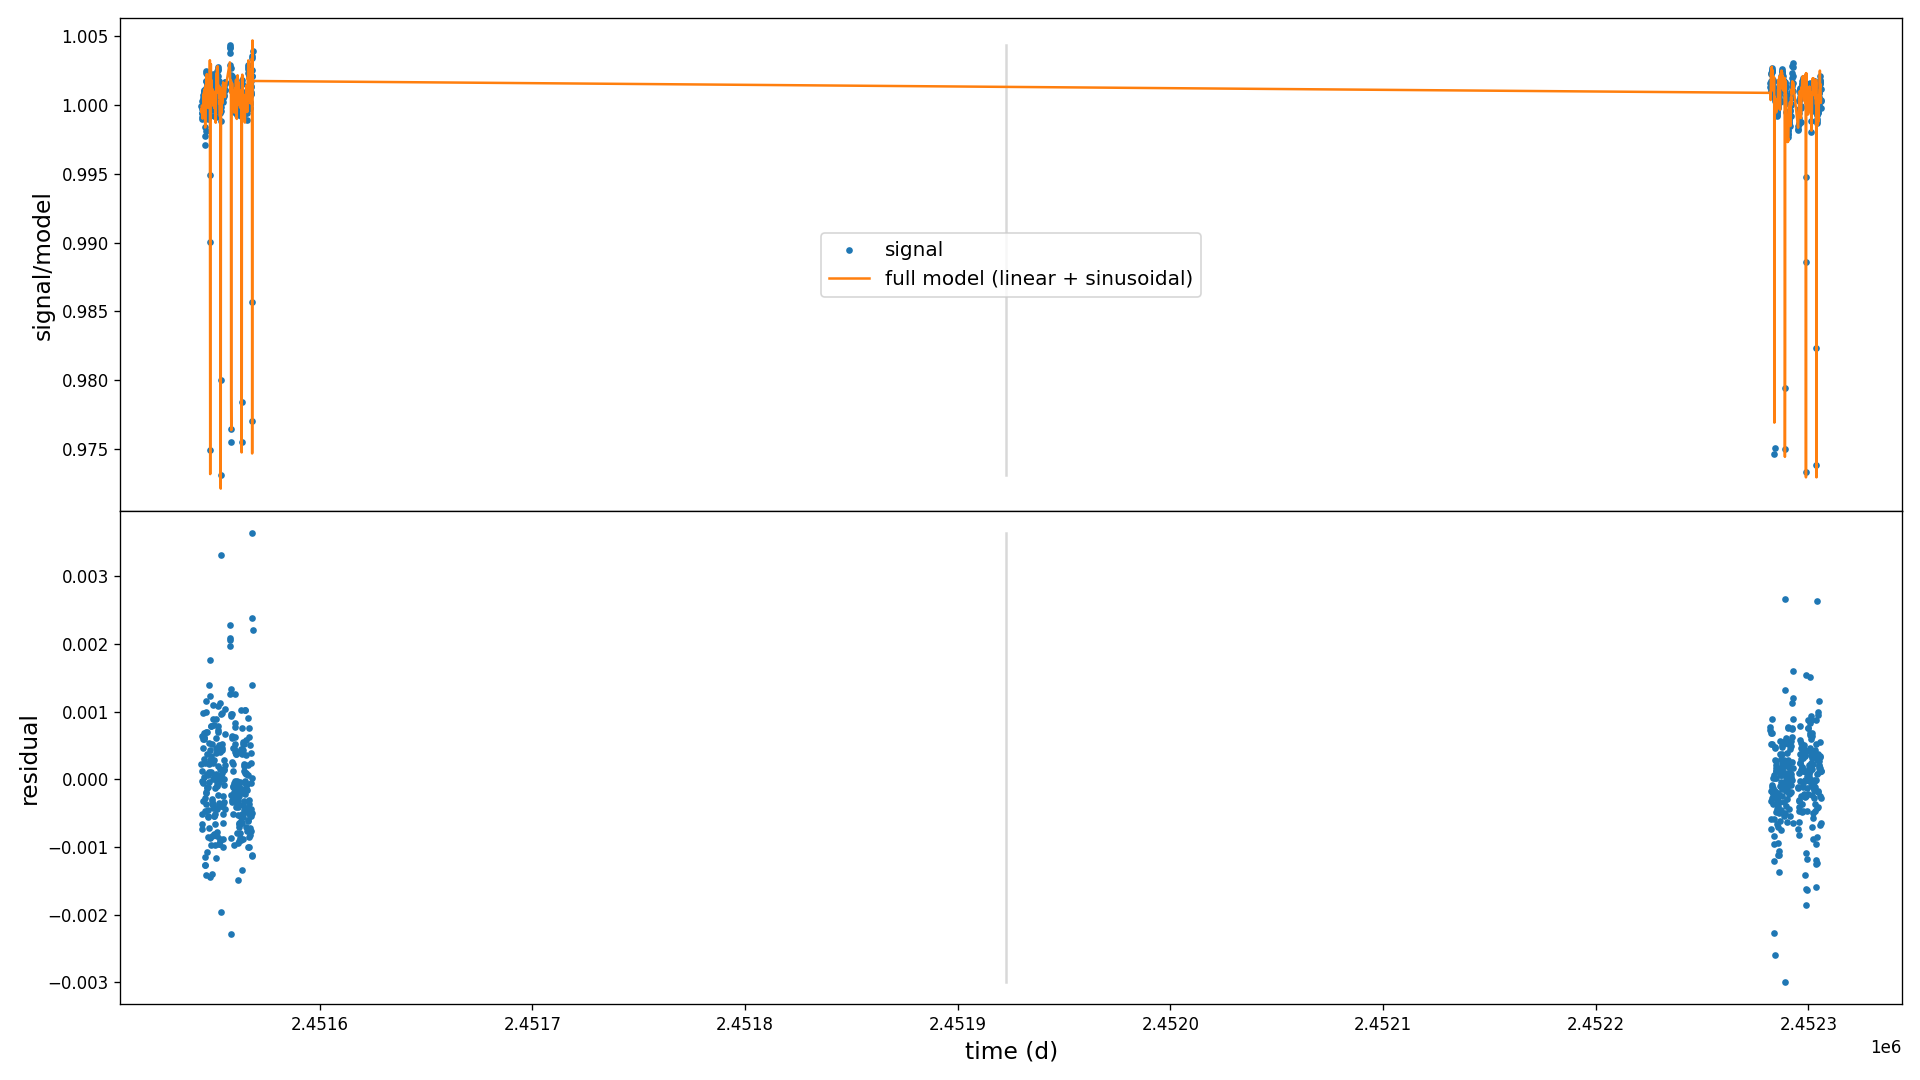 1.005
1.000
0.995
0.990
0.985
0.980
0.975
signal/model
signal
full model (linear + sinusoidal)
0.003
0.002
0.001
0.000
−0.001
−0.002
−0.003
residual
2.4516 2.4517 2.4518 2.4519 2.4520 2.4521 2.4522 2.4523
1e6
time (d)